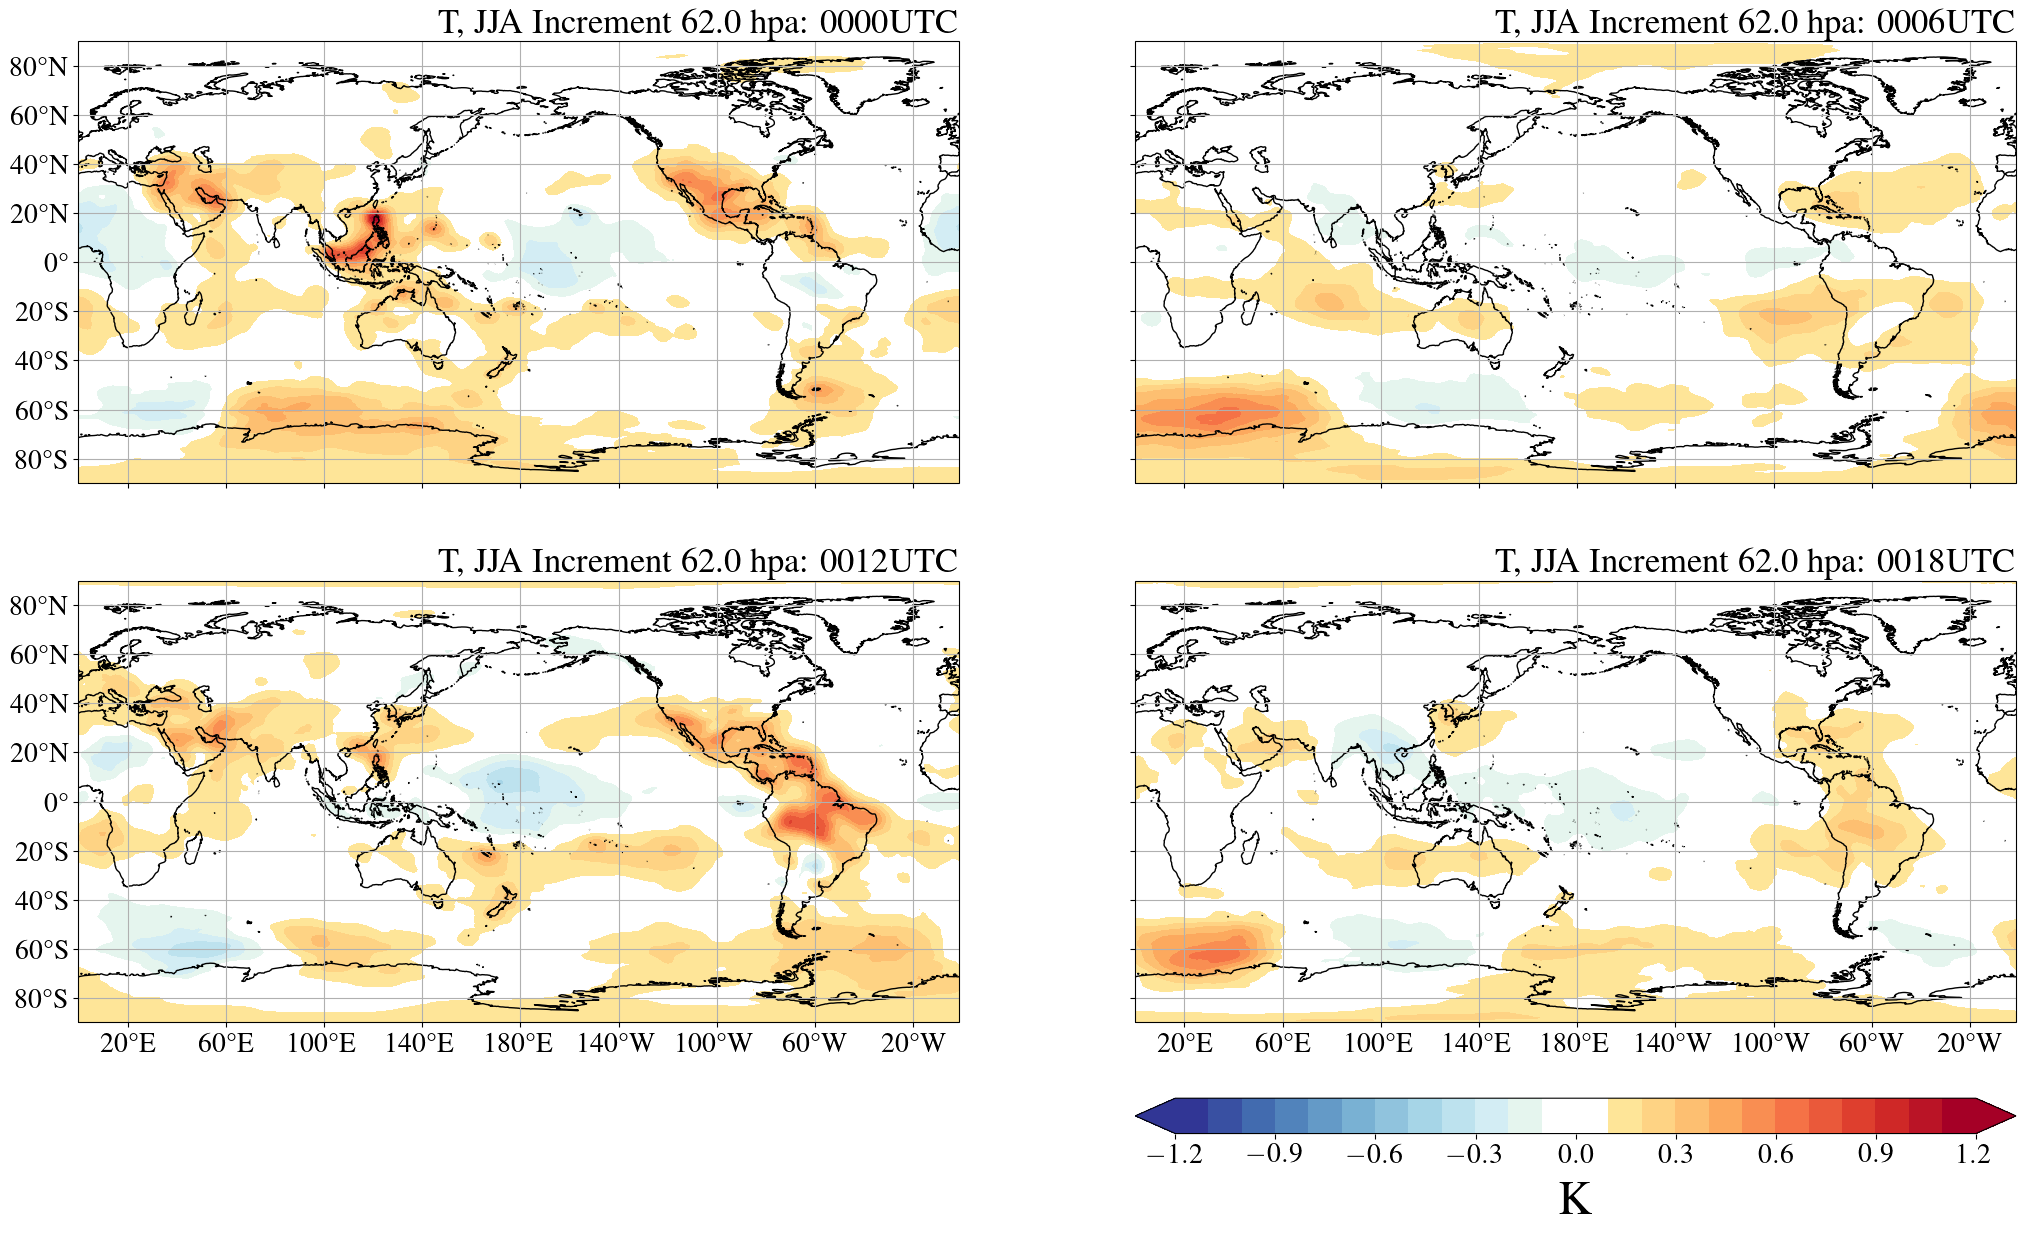 T, JJA Increment 62.0 hpa: 0000UTC
80°N
60°N
40°N
20°N
0°
20°S
40°S
60°S
80°S
T, JJA Increment 62.0 hpa: 0006UTC
T, JJA Increment 62.0 hpa: 0012UTC
80°N
60°N
40°N
20°N
0°
20°S
40°S
60°S
80°S
20°E 60°E 100°E 140°E 180°E 140°W 100°W 60°W 20°W
T, JJA Increment 62.0 hpa: 0018UTC
20°E 60°E 100°E 140°E 180°E 140°W 100°W 60°W 20°W
−1.2 −0.9 −0.6 −0.3 0.0 0.3 0.6 0.9 1.2
K